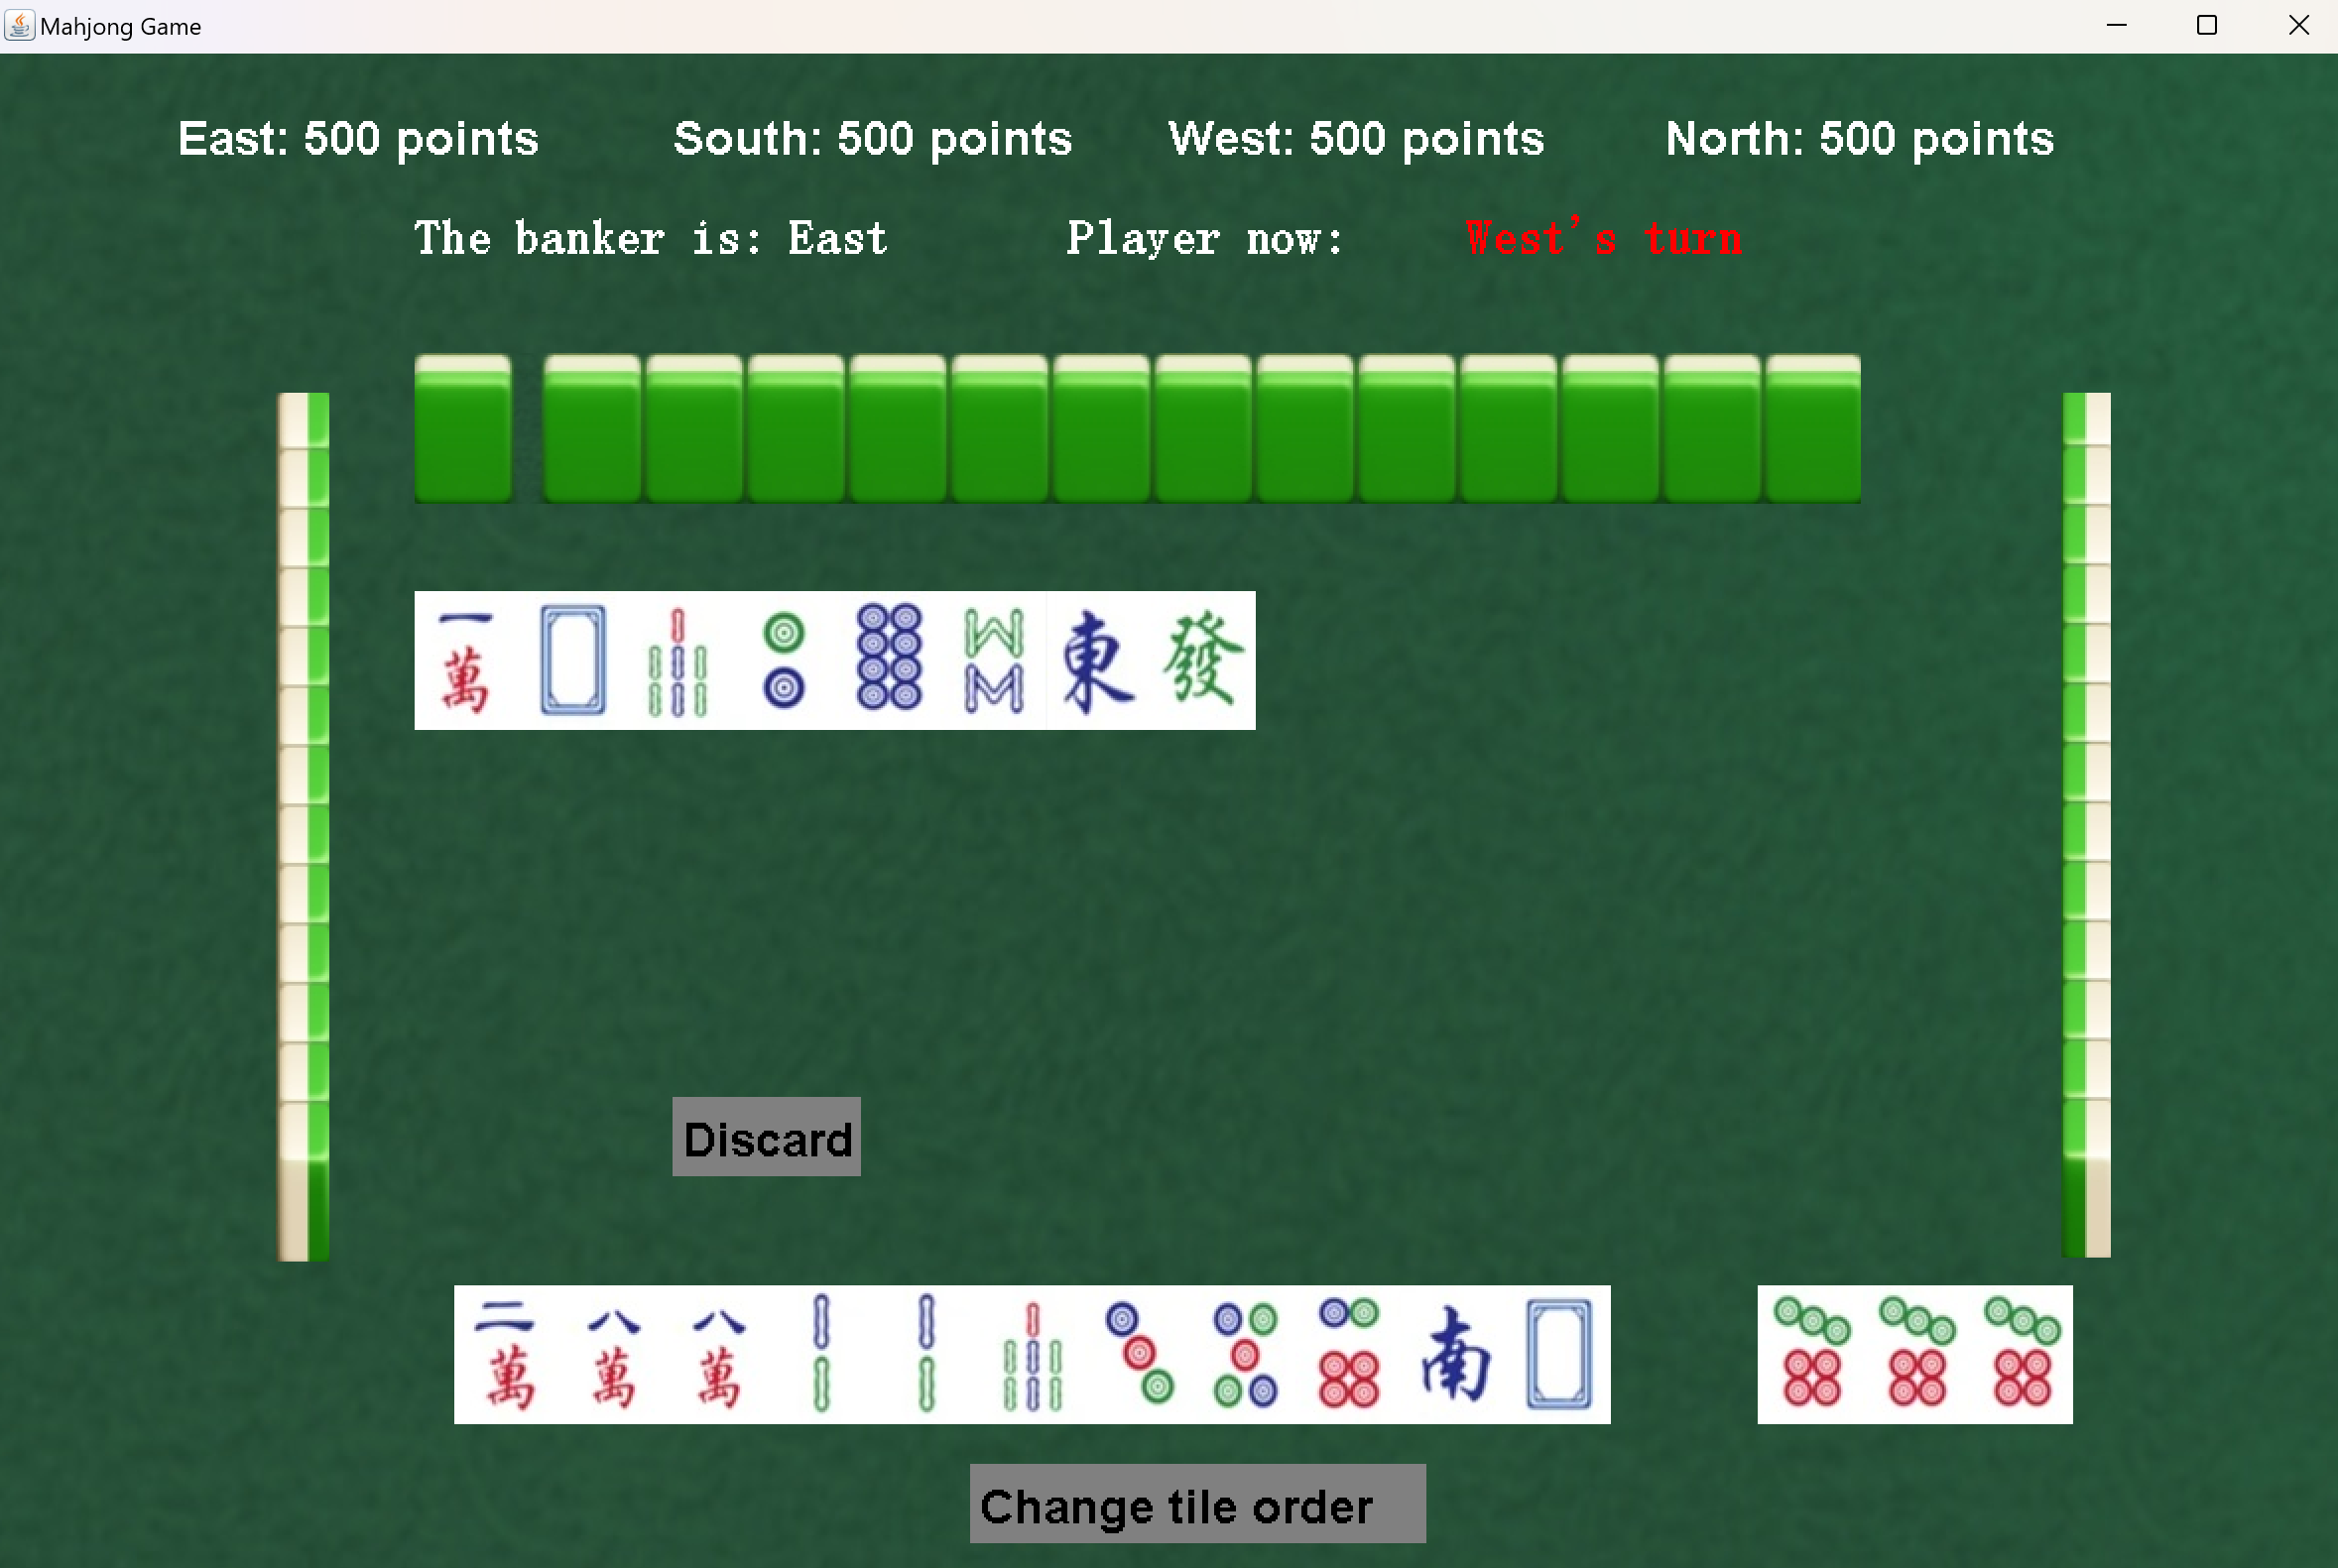 Mahjong Game
East: 500 points South: 500 points West: 500 points North: 500 points
The banker is: East Player now: West's turn
一萬 東 發
Discard
二萬 八萬 八萬 南
Change tile order